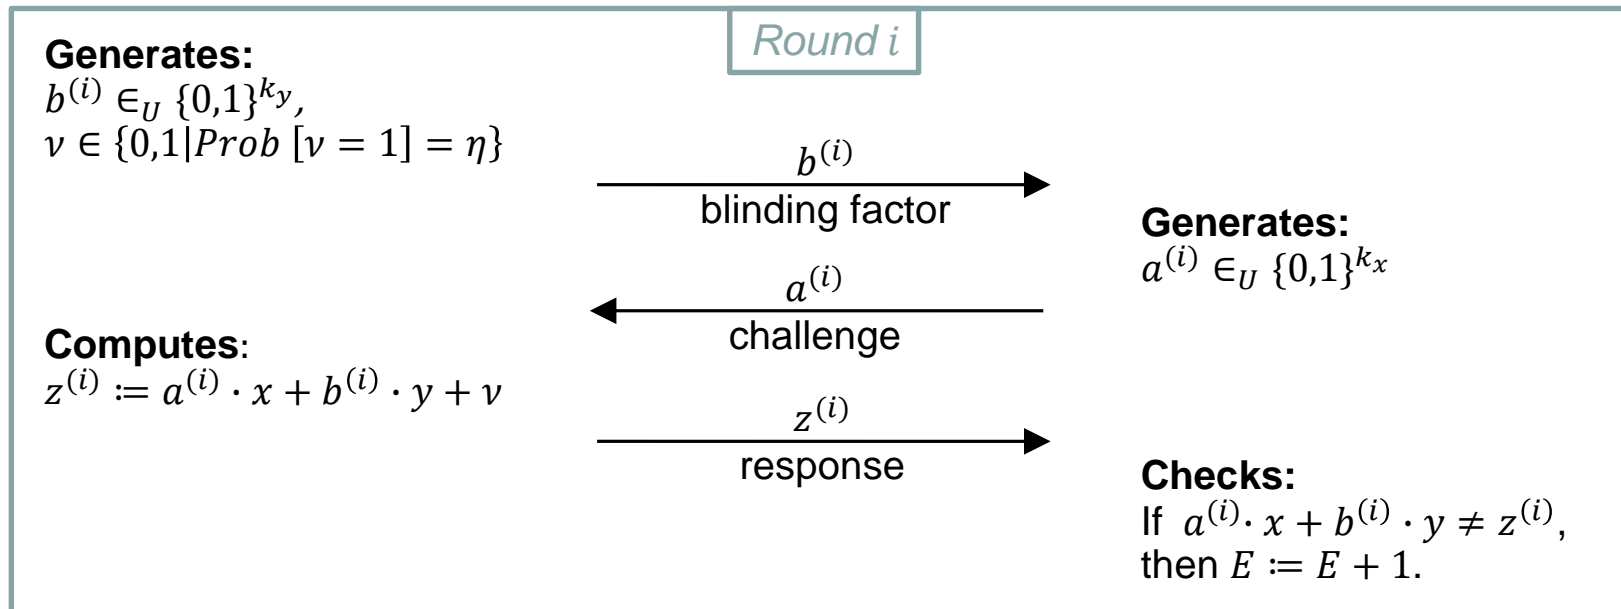 Round i
Generates:
b^{(i)} ∈_U {0,1}^{k_y},
ν ∈ {0,1|Prob [ν = 1] = η}
b^{(i)}
blinding factor
Generates:
a^{(i)} ∈_U {0,1}^{k_x}
a^{(i)}
challenge
Computes:
z^{(i)} ≔ a^{(i)} · x + b^{(i)} · y + ν
z^{(i)}
response
Checks:
If a^{(i)} · x + b^{(i)} · y ≠ z^{(i)},
then E ≔ E + 1.